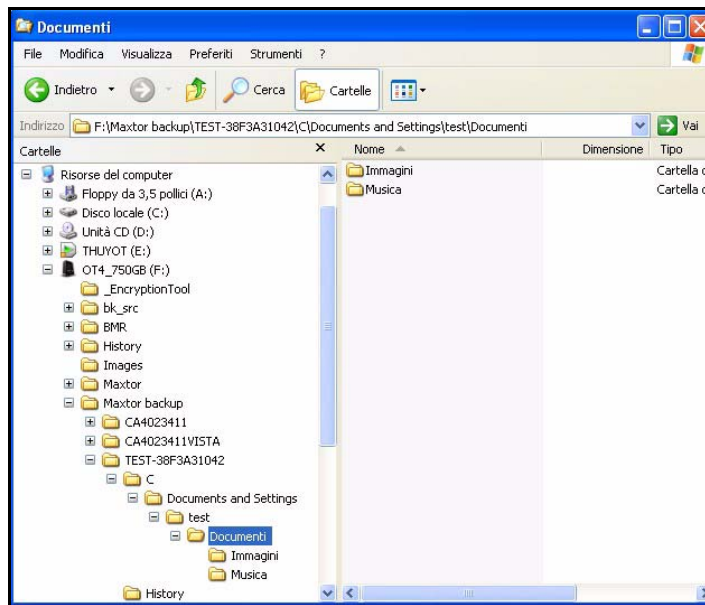 Documenti
File Modifica Visualizza Preferiti Strumenti ?
Indietro Cerca Cartelle
Indirizzo F:\Maxtor backup\TEST-38F3A31042\C\Documents and Settings\test\Documenti Vai
Cartelle Nome Dimensione Tipo
Risorse del computer
Floppy da 3,5 pollici (A:)
Disco locale (C:)
Unità CD (D:)
THUYOT (E:)
OT4_750GB (F:)
_EncryptionTool
bk_src
BMR
History
Images
Maxtor
Maxtor backup
CA4023411
CA4023411VISTA
TEST-38F3A31042
C
Documents and Settings
test
Documenti
Immagini
Musica
History
Immagini Cartella
Musica Cartella